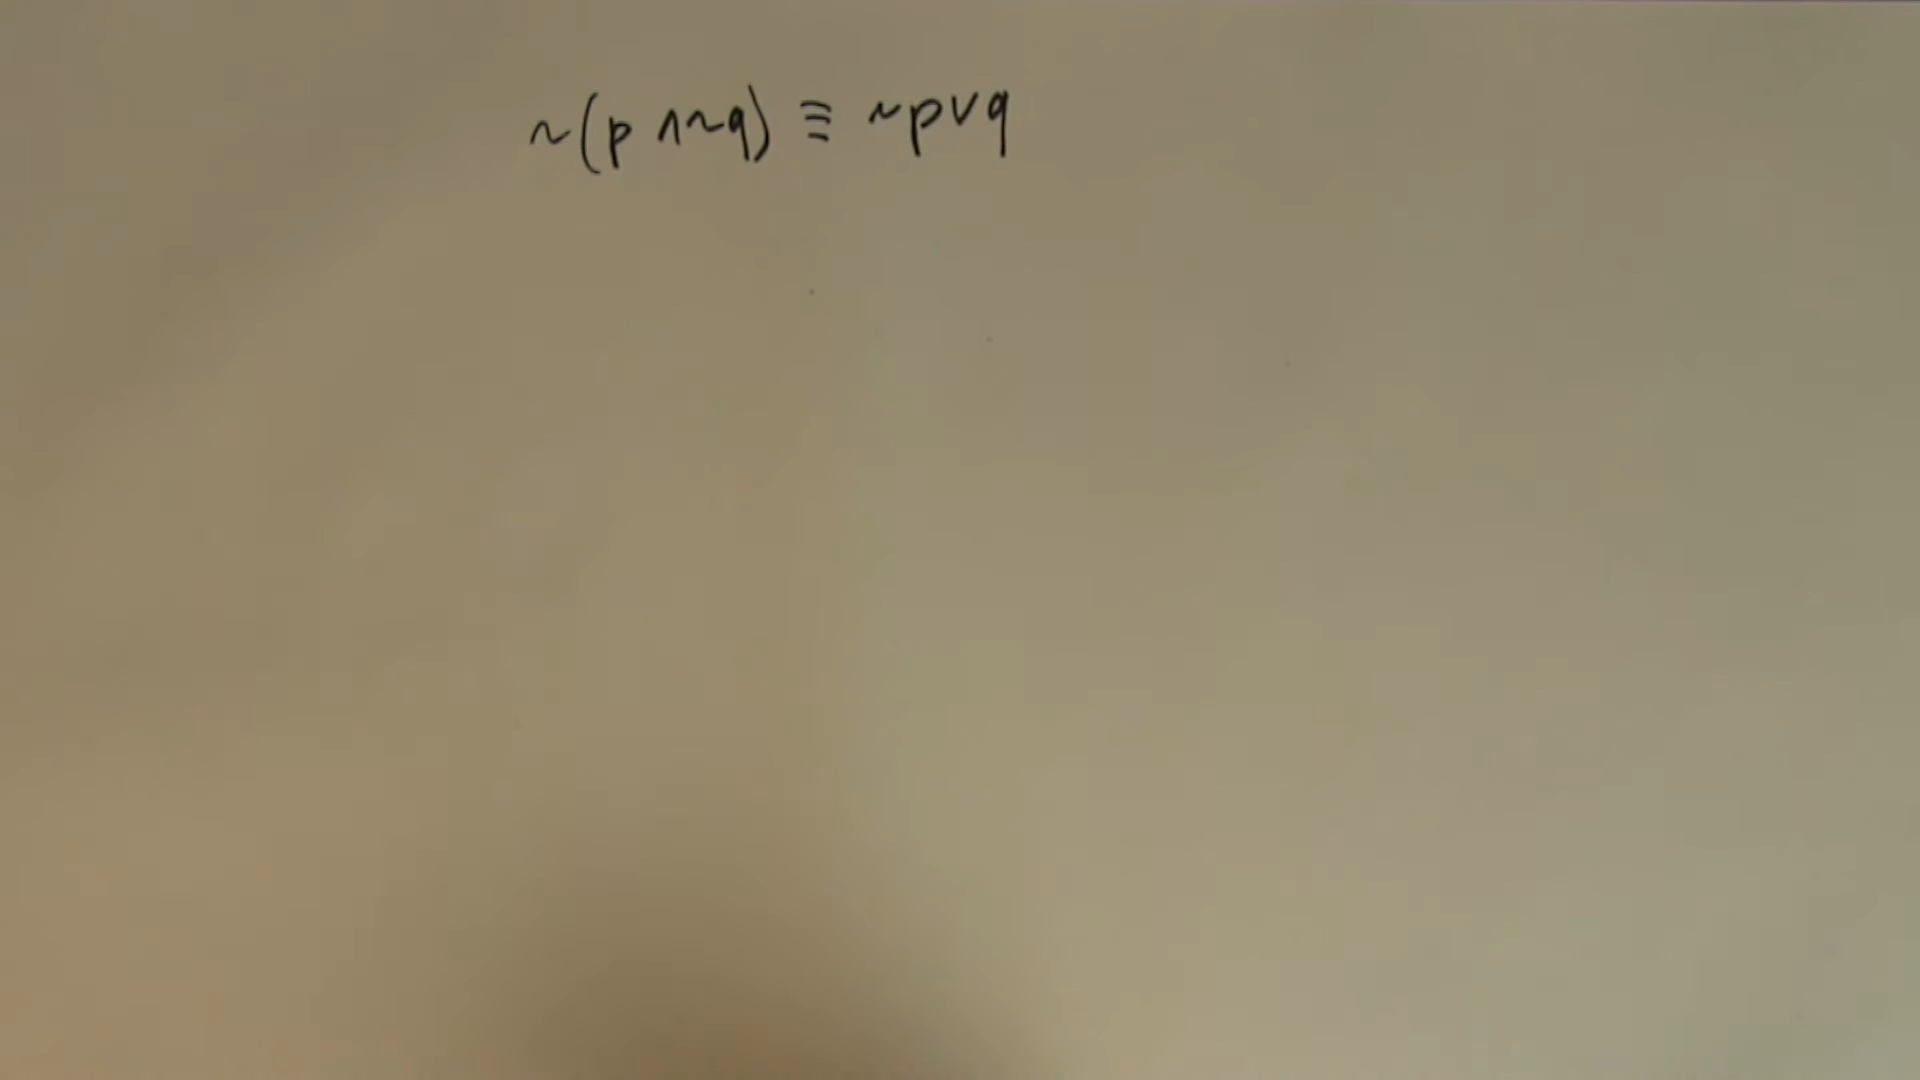 ~(p ∧ ~q) ≡ ~p ∨ q